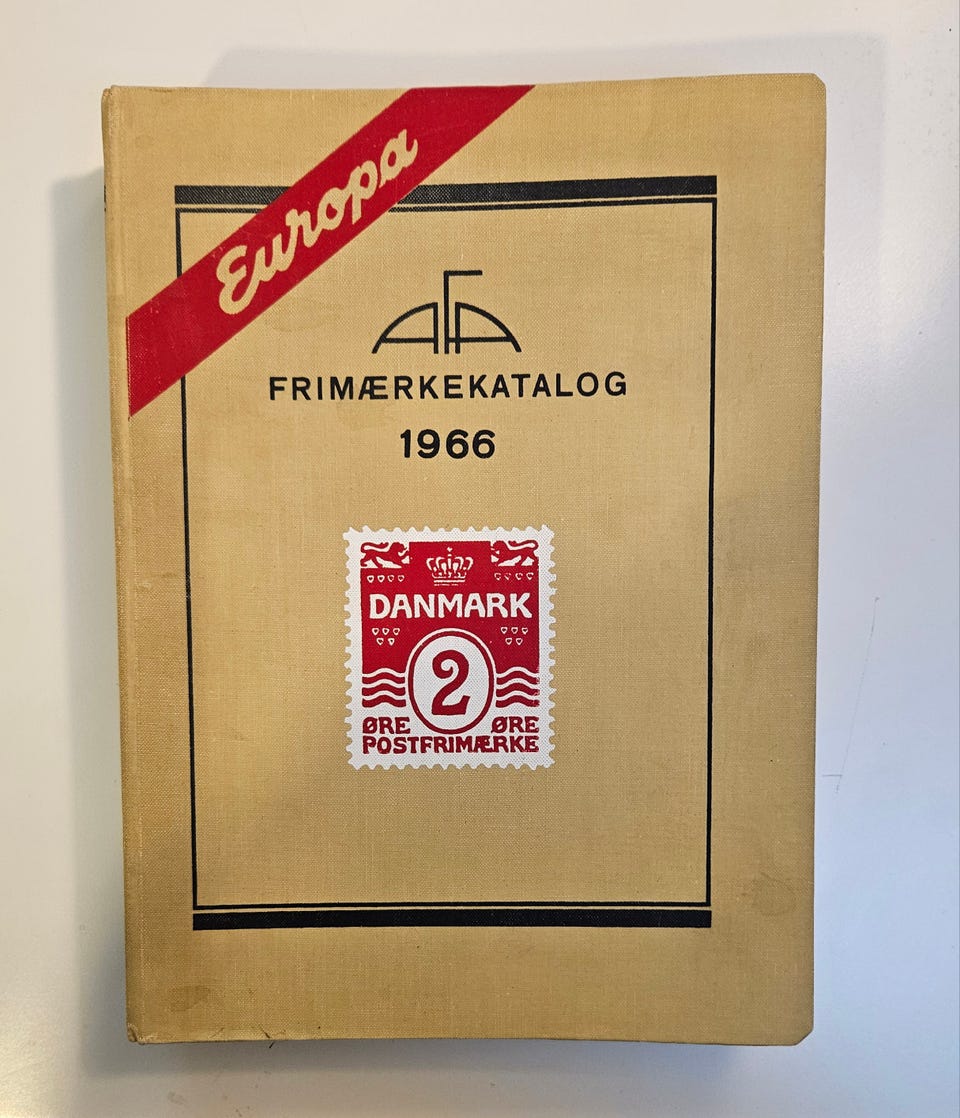 Europa
AFA
FRIMÆRKEKATALOG
1966
DANMARK
2
ØRE ØRE
POSTFRIMÆRKE